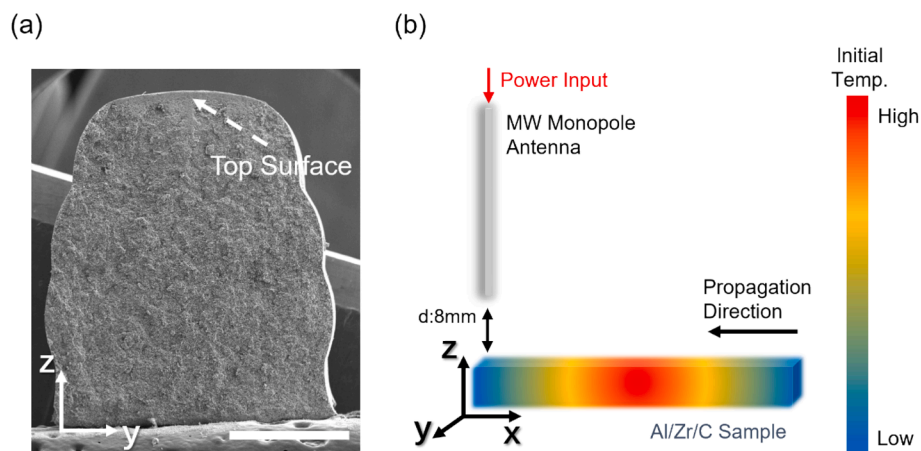 (a)
Top Surface
z
y
(b)
Power Input
MW Monopole
Antenna
d:8mm
z
y
x
Propagation
Direction
Al/Zr/C Sample
Initial
Temp.
High
Low